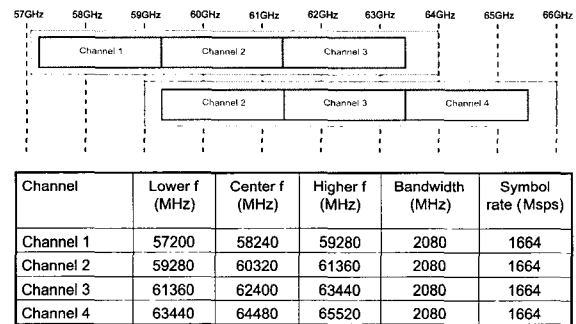 57GHz 58GHz 59GHz 60GHz 61GHz 62GHz 63GHz 64GHz 65GHz 66GHz
Channel 1 Channel 2 Channel 3
Channel 2 Channel 3 Channel 4
Channel Lower f (MHz) Center f (MHz) Higher f (MHz) Bandwidth (MHz) Symbol rate (Msps)
Channel 1 57200 58240 59280 2080 1664
Channel 2 59280 60320 61360 2080 1664
Channel 3 61360 62400 63440 2080 1664
Channel 4 63440 64480 65520 2080 1664